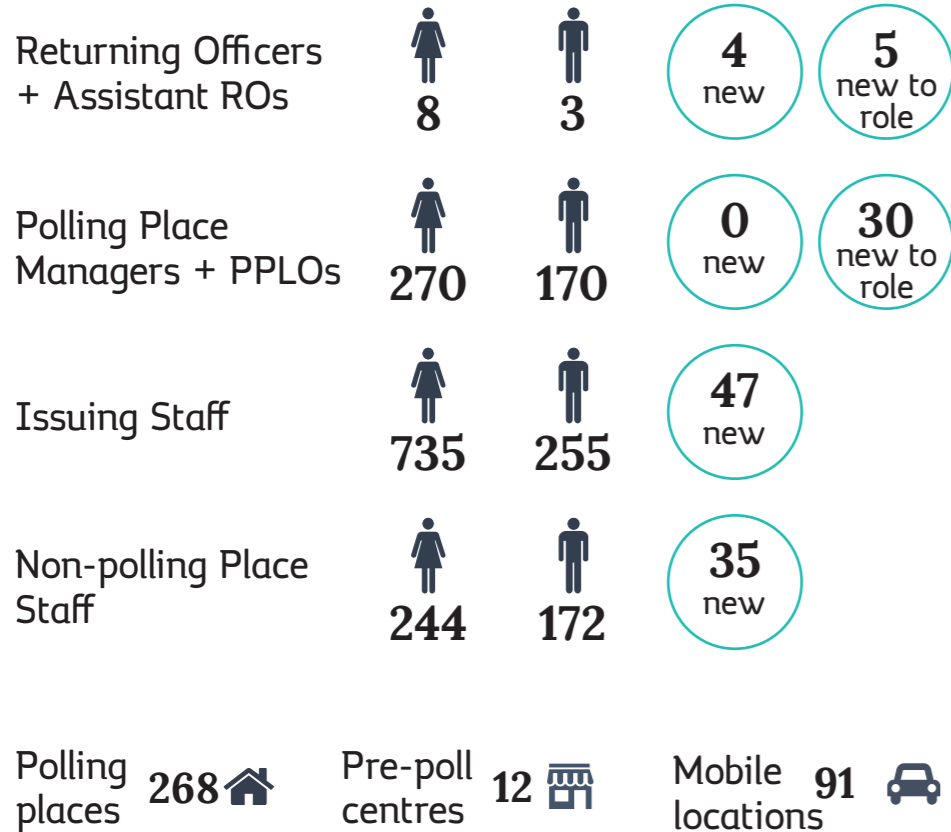 Returning Officers
+ Assistant ROs
8
3
4
new
5
new to
role
Polling Place
Managers + PPLOs
270
170
0
new
30
new to
role
Issuing Staff
735
255
47
new
Non-polling Place
Staff
244
172
35
new
Polling
places
268
Pre-poll
centres
12
Mobile
locations
91